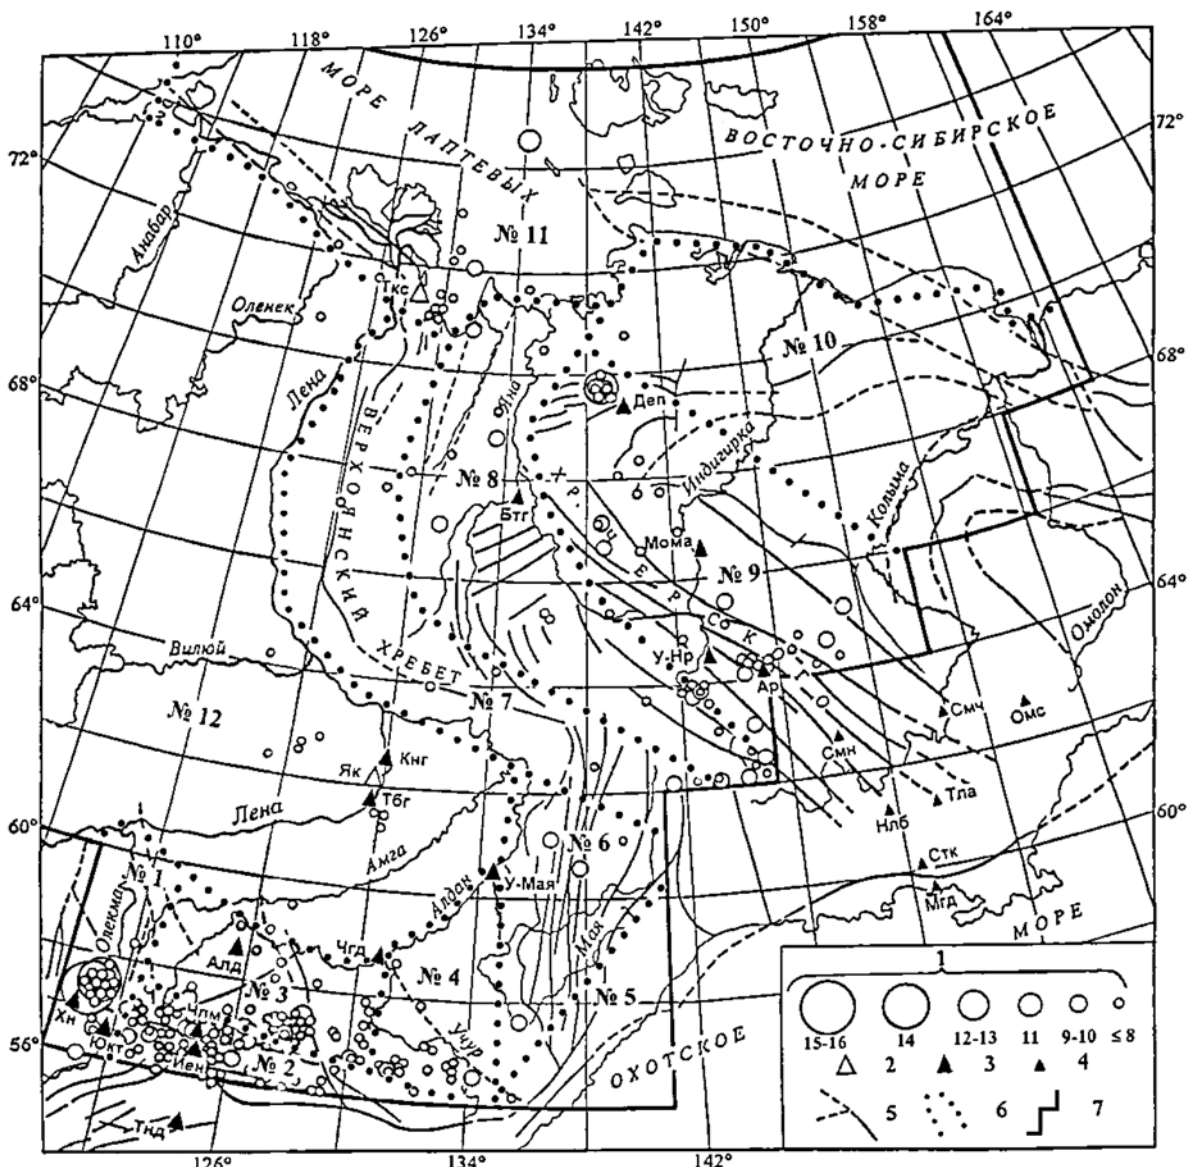 110°
118°
126°
134°
142°
150°
158°
164°
МОРЕ ЛАПТЕВЫХ
ВОСТОЧНО-СИБИРСКОЕ
МОРЕ
72°
72°
Анабар
№ 11
Ткс
Оленек
№ 10
68°
68°
Лена
Яна
Деп
Индигирка
Колыма
№ 8
Бтг
ВЕРХОЯНСКИЙ
ХРЕБЕТ
ХР. ЧЕРСК
Мома
№ 9
64°
64°
Омолон
Вилюй
У-Нр
Ар
№ 7
№ 12
Смч
Омс
Смн
Кнг
Як
Тбг
Тла
Нлб
Лена
60°
60°
№ 6
Стк
Амга
№ 1
Олекма
Алдан
У-Мая
Мгд
Мая
МОРЕ
Алд
Чгд
№ 3
№ 4
№ 5
Хн
Члм
Юкт
Иен
№ 2
Учур
ОХОТСКОЕ
56°
Тнд
1
15-16
14
12-13
11
9-10
≤ 8
2
3
4
5
6
7
126°
134°
142°